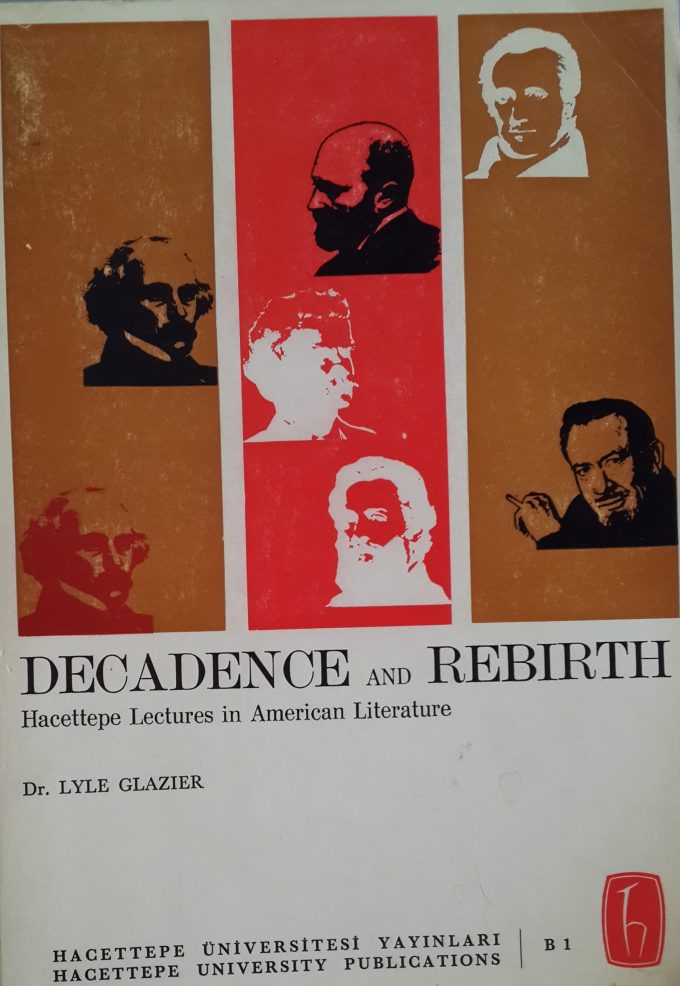 DECADENCE AND REBIRTH
Hacettepe Lectures in American Literature
Dr. LYLE GLAZIER
HACETTEPE ÜNİVERSİTESİ YAYINLARI
HACETTEPE UNIVERSITY PUBLICATIONS
B 1
h